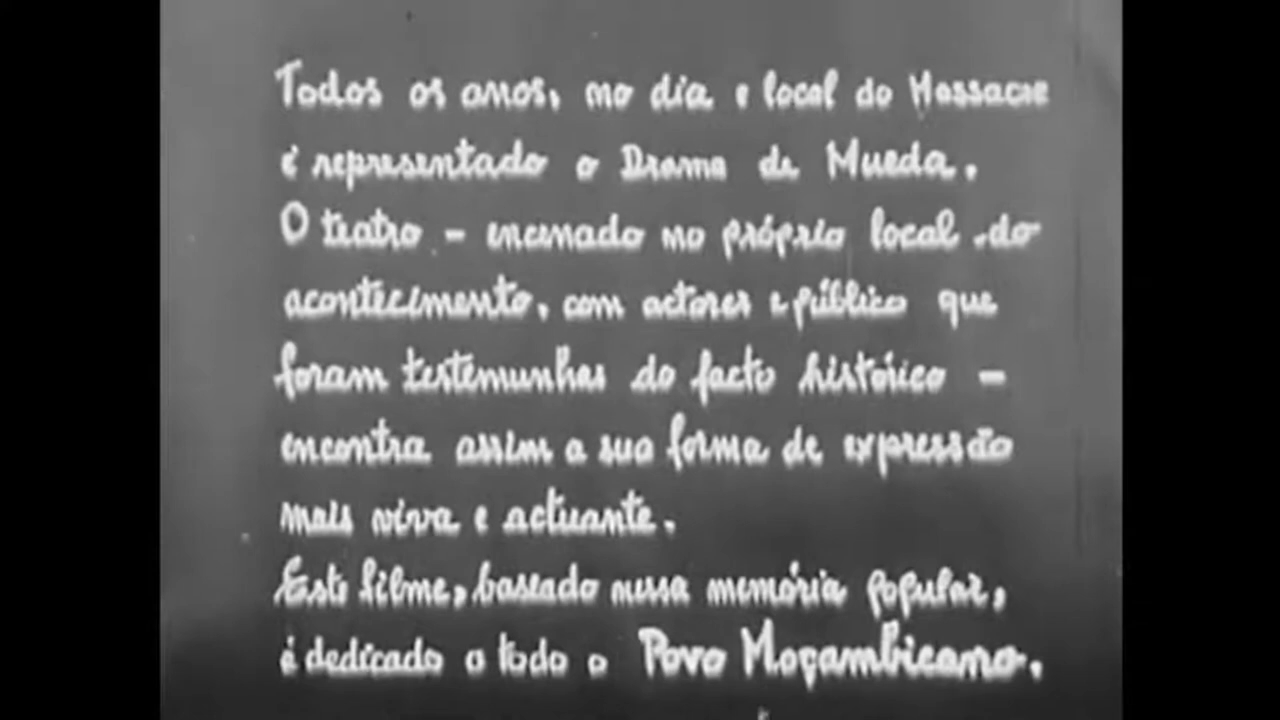 Todos os anos, no dia e local do Massacre
é representado o Drama de Mueda.
O teatro - encenado no próprio local do
acontecimento, com actores e público que
foram testemunhas do facto histórico -
encontra assim a sua forma de expressão
mais viva e actuante.
Este filme, baseado nessa memória popular,
é dedicado a todo o Povo Moçambicano.